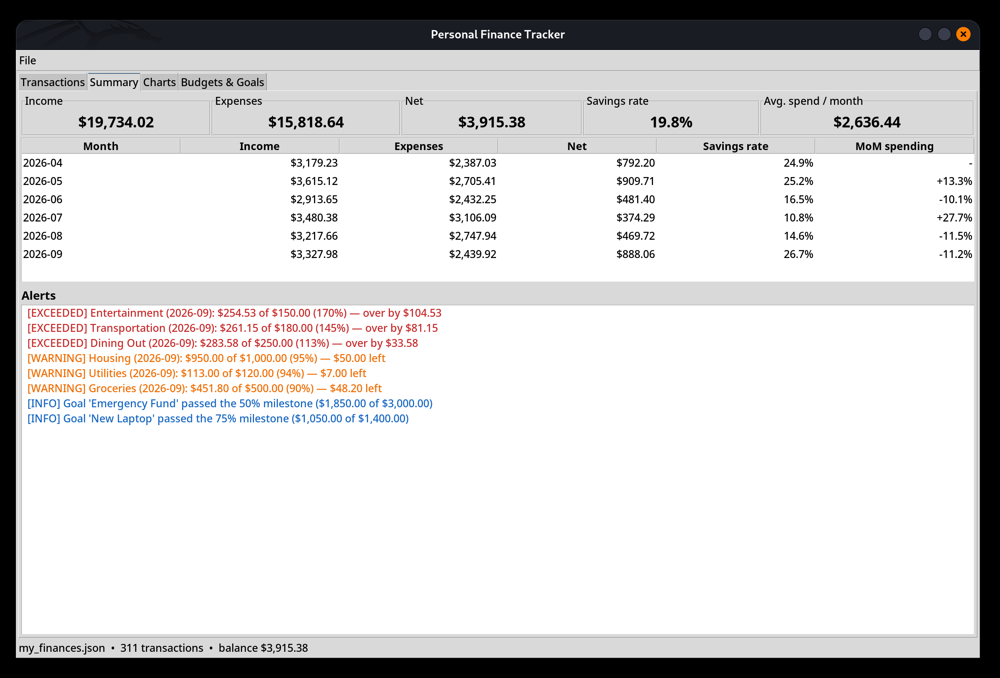 Personal Finance Tracker
File
Transactions Summary Charts Budgets & Goals
Income Expenses Net Savings rate Avg. spend / month
$19,734.02 $15,818.64 $3,915.38 19.8% $2,636.44
Month Income Expenses Net Savings rate MoM spending
2026-04 $3,179.23 $2,387.03 $792.20 24.9% -
2026-05 $3,615.12 $2,705.41 $909.71 25.2% +13.3%
2026-06 $2,913.65 $2,432.25 $481.40 16.5% -10.1%
2026-07 $3,480.38 $3,106.09 $374.29 10.8% +27.7%
2026-08 $3,217.66 $2,747.94 $469.72 14.6% -11.5%
2026-09 $3,327.98 $2,439.92 $888.06 26.7% -11.2%
Alerts
[EXCEEDED] Entertainment (2026-09): $254.53 of $150.00 (170%) — over by $104.53
[EXCEEDED] Transportation (2026-09): $261.15 of $180.00 (145%) — over by $81.15
[EXCEEDED] Dining Out (2026-09): $283.58 of $250.00 (113%) — over by $33.58
[WARNING] Housing (2026-09): $950.00 of $1,000.00 (95%) — $50.00 left
[WARNING] Utilities (2026-09): $113.00 of $120.00 (94%) — $7.00 left
[WARNING] Groceries (2026-09): $451.80 of $500.00 (90%) — $48.20 left
[INFO] Goal 'Emergency Fund' passed the 50% milestone ($1,850.00 of $3,000.00)
[INFO] Goal 'New Laptop' passed the 75% milestone ($1,050.00 of $1,400.00)
my_finances.json • 311 transactions • balance $3,915.38